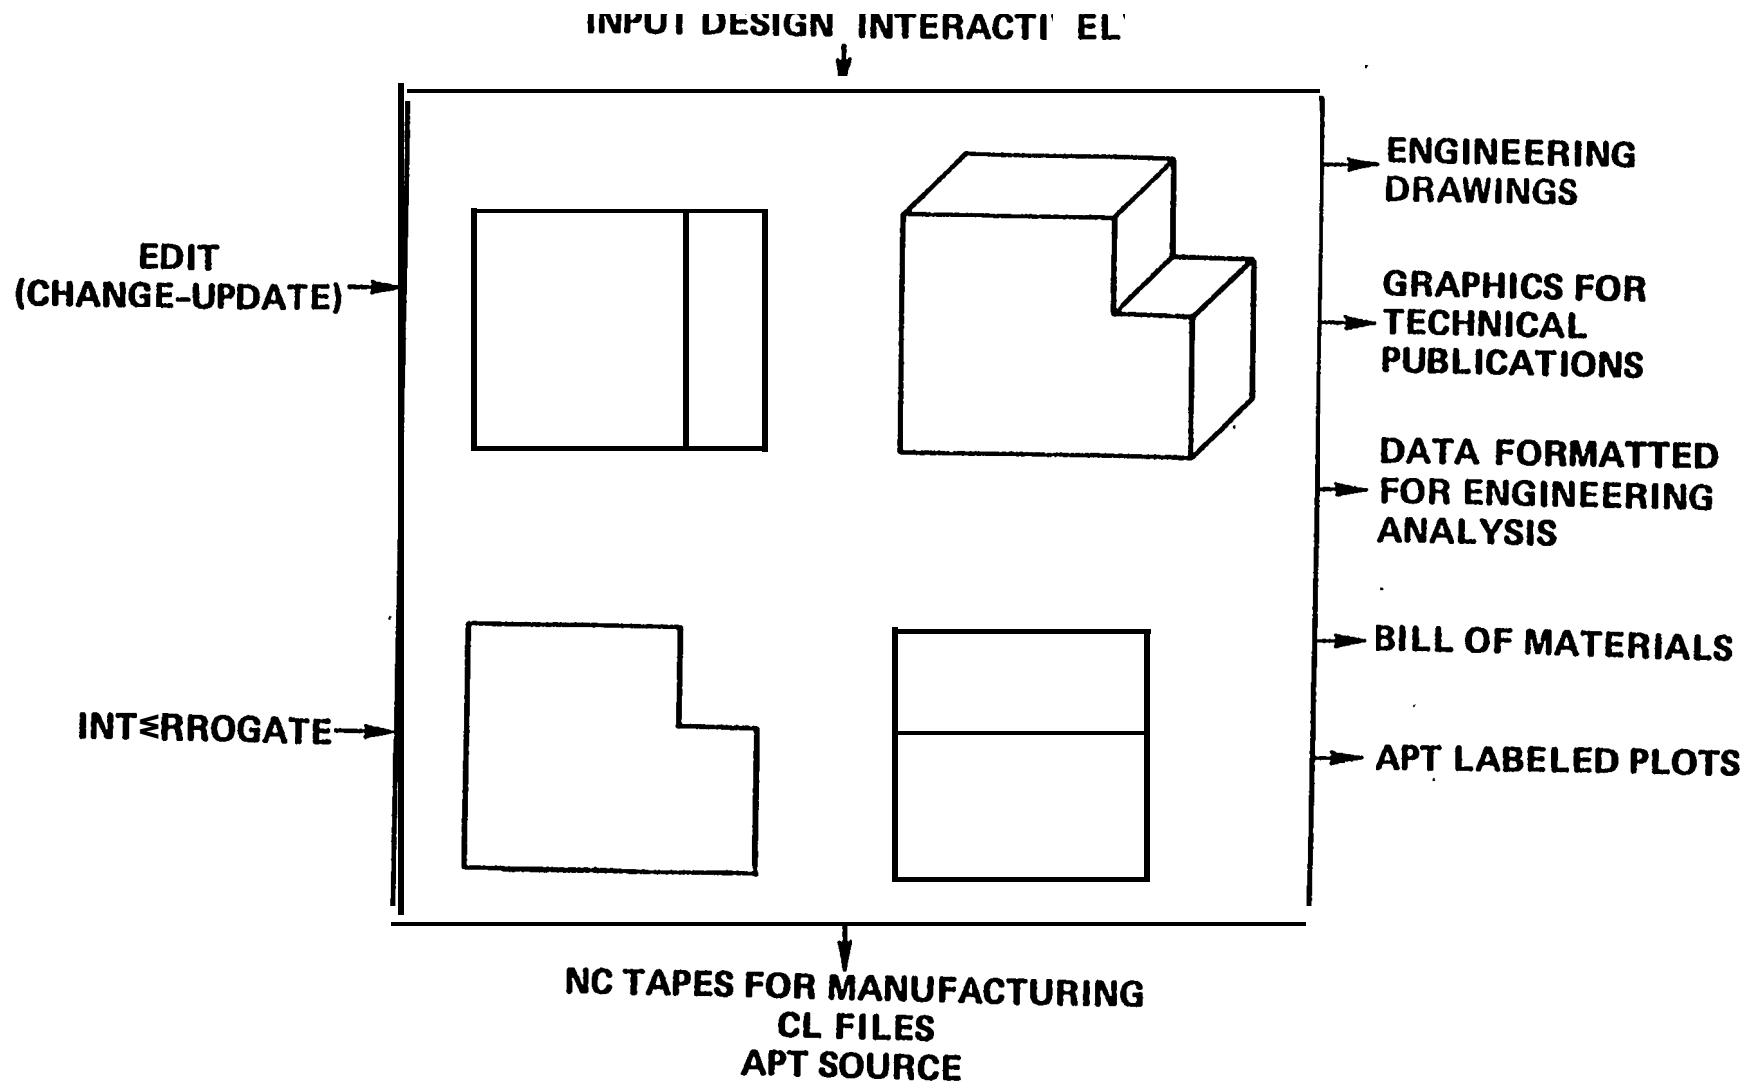 INPUT DESIGN
EDIT
(CHANGE-UPDATE)
INTERROGATE
ENGINEERING
DRAWINGS
GRAPHICS FOR
TECHNICAL
PUBLICATIONS
DATA FORMATTED
FOR ENGINEERING
ANALYSIS
BILL OF MATERIALS
APT LABELED PLOTS
NC TAPES FOR MANUFACTURING
CL FILES
APT SOURCE